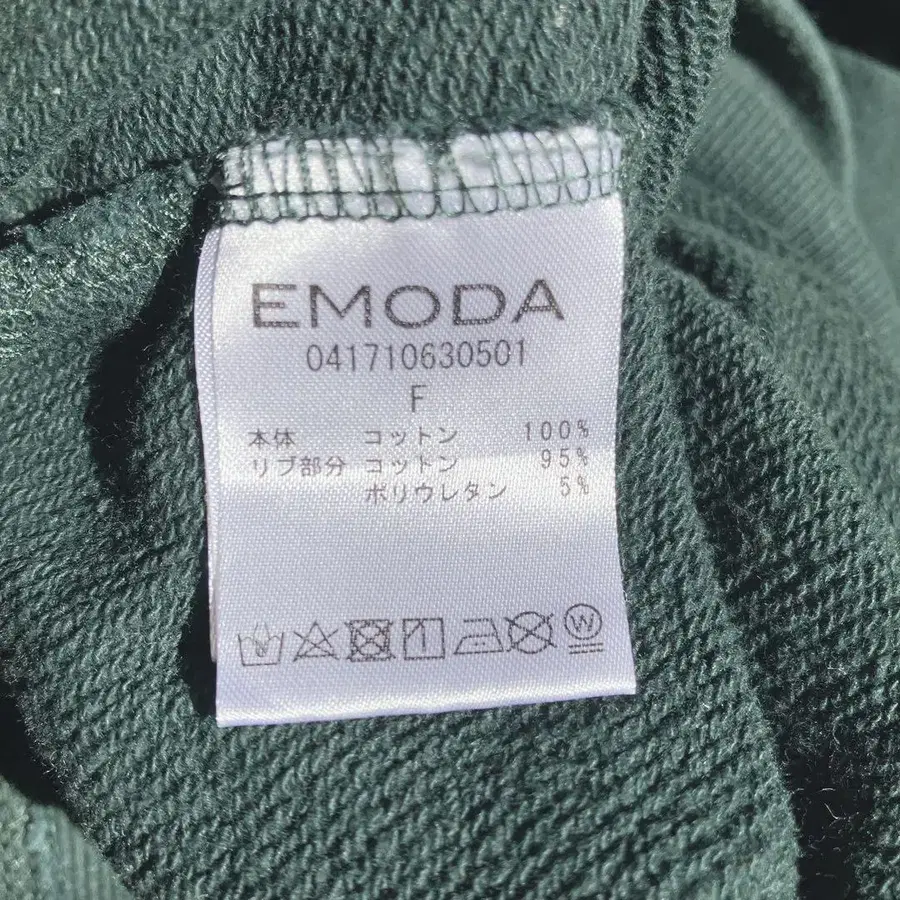 EMODA
041710630501
F
本体 コットン 100%
リブ部分 コットン 95%
ポリウレタン 5%
W